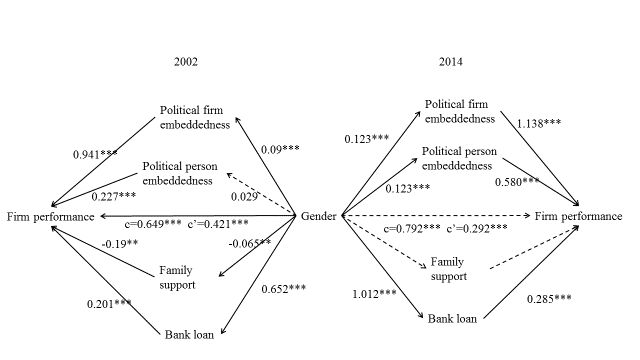 2002
2014
Political firm
embeddedness
0.941***
0.09***
Political person
embeddedness
0.227***
0.029
Firm performance
c=0.649*** c’=0.421***
Gender
-0.19**
-0.065**
Family
support
0.201***
0.652***
Bank loan
Political firm
embeddedness
0.123***
1.138***
Political person
embeddedness
0.123***
0.580***
Firm performance
c=0.792*** c’=0.292***
Family
support
1.012***
0.285***
Bank loan